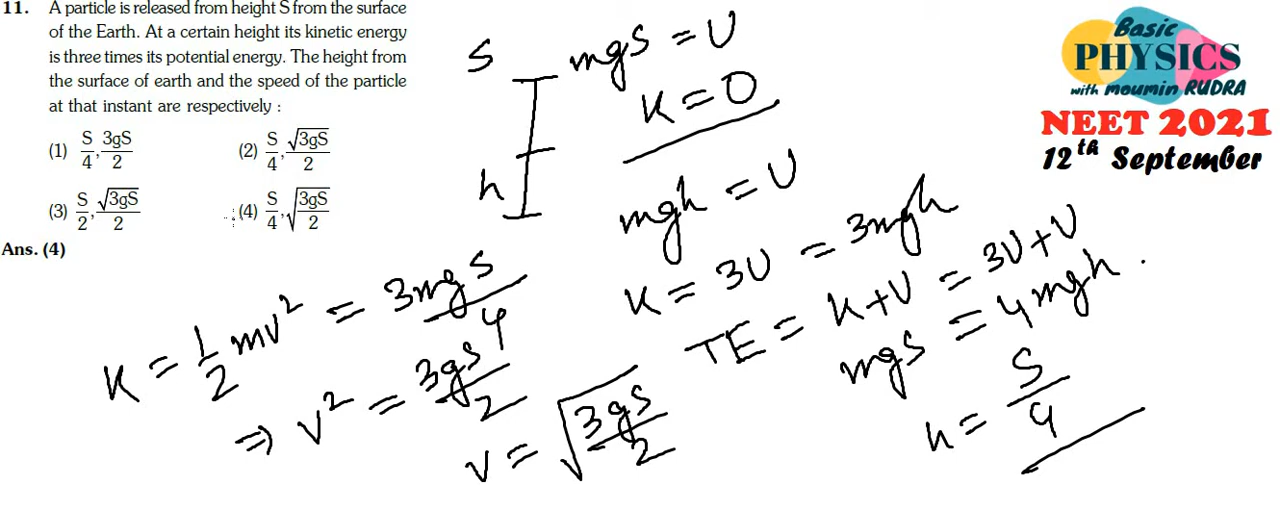 11. A particle is released from height S from the surface
of the Earth. At a certain height its kinetic energy
is three times its potential energy. The height from
the surface of earth and the speed of the particle
at that instant are respectively :
(1) S/4, 3gS/2 (2) S/4, √3gS/2
(3) S/2, √3gS/2 (4) S/4, √(3gS/2)
Ans. (4)
Basic
PHYSICS
with moumin RUDRA
NEET 2021
12th September
S
h
mgs = U
K = 0
mgh = U
K = 3U = 3mgh
TE = K+U = 3U+U
mgs = 4mgh.
h = S/4
K = 1/2 mv² = 3mg S/4
⇒ v² = 3gs/2
v = √(3gs/2)